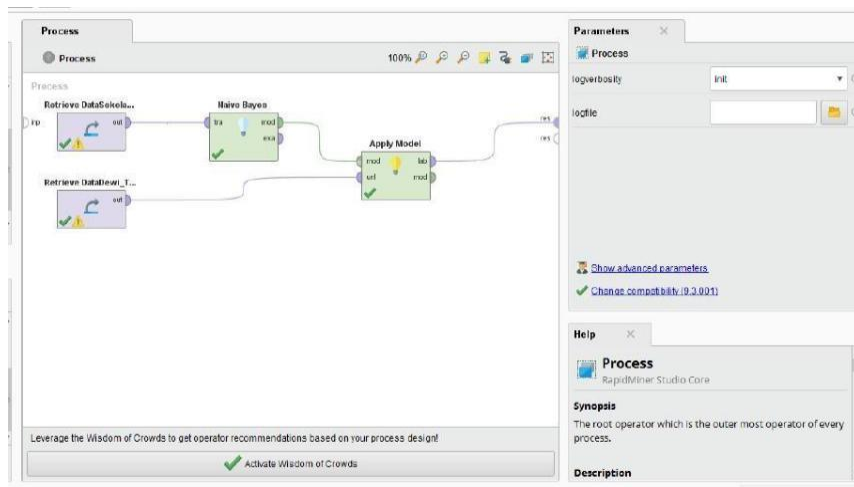 Process
Process
100%
Process
Retrieve DataSekola...
inp
out
Naive Bayes
tra
mod
exa
Apply Model
mod
unl
lab
mod
res
res
Retrieve DataDewi_T...
out
Leverage the Wisdom of Crowds to get operator recommendations based on your process design!
Activate Wisdom of Crowds
Parameters
Process
logverbosity
init
logfile
Show advanced parameters
Change compatibility (9.3.001)
Help
Process
RapidMiner Studio Core
Synopsis
The root operator which is the outer most operator of every
process.
Description